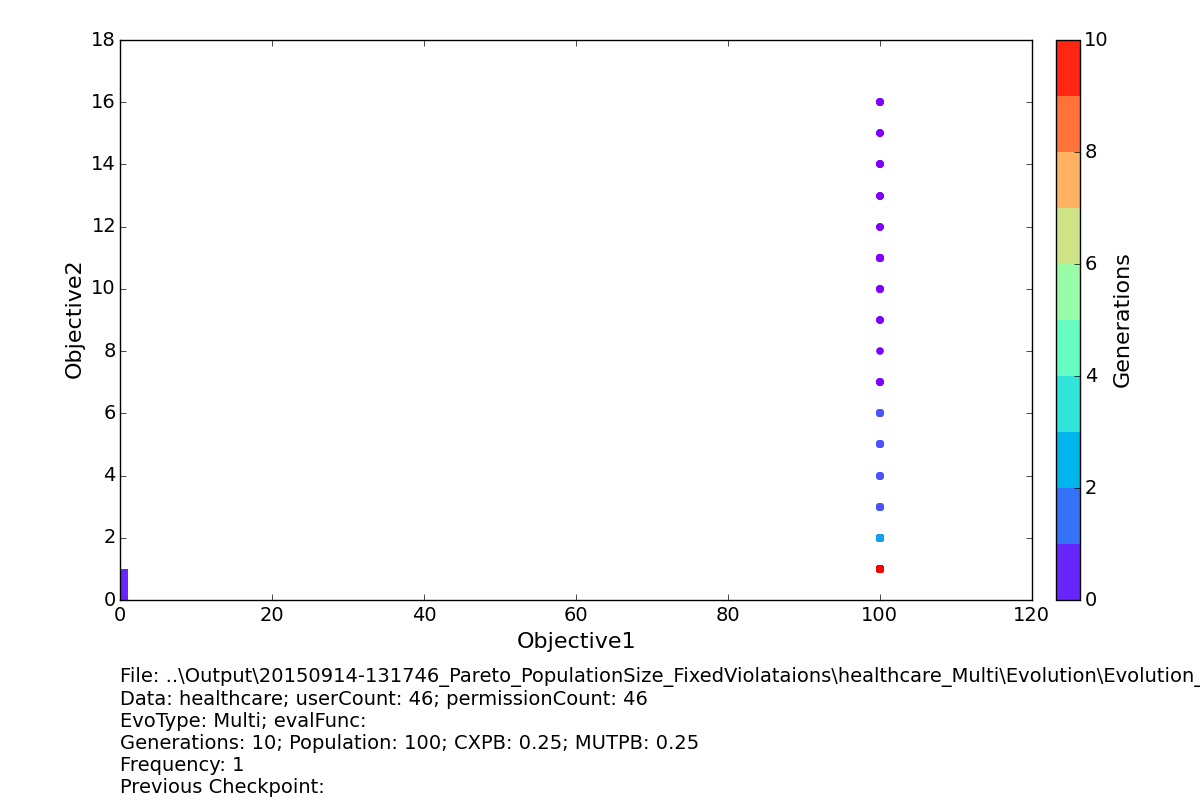 18
16
14
12
10
8
6
4
2
0
Objective2
0 20 40 60 80 100 120
Objective1
10
8
6
4
2
0
Generations
File: ..\Output\20150914-131746_Pareto_PopulationSize_FixedViolataions\healthcare_Multi\Evolution\Evolution_
Data: healthcare; userCount: 46; permissionCount: 46
EvoType: Multi; evalFunc:
Generations: 10; Population: 100; CXPB: 0.25; MUTPB: 0.25
Frequency: 1
Previous Checkpoint: